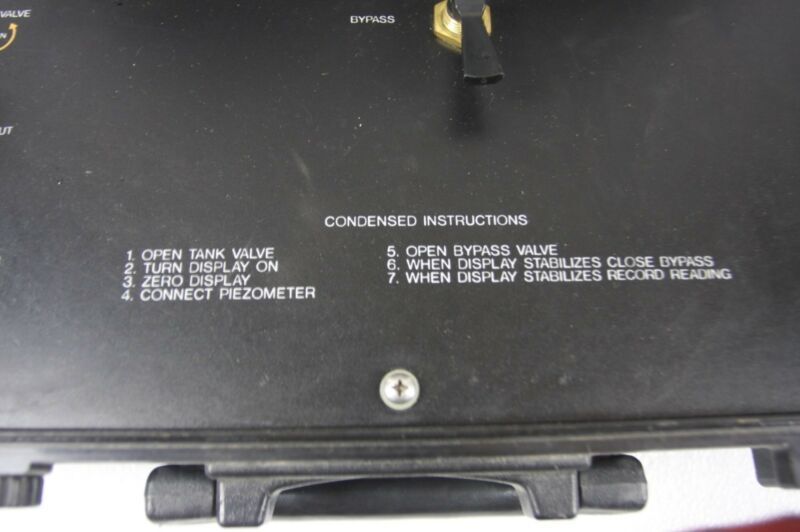 VALVE
BYPASS
CONDENSED INSTRUCTIONS
1. OPEN TANK VALVE
2. TURN DISPLAY ON
3. ZERO DISPLAY
4. CONNECT PIEZOMETER
5. OPEN BYPASS VALVE
6. WHEN DISPLAY STABILIZES CLOSE BYPASS
7. WHEN DISPLAY STABILIZES RECORD READING